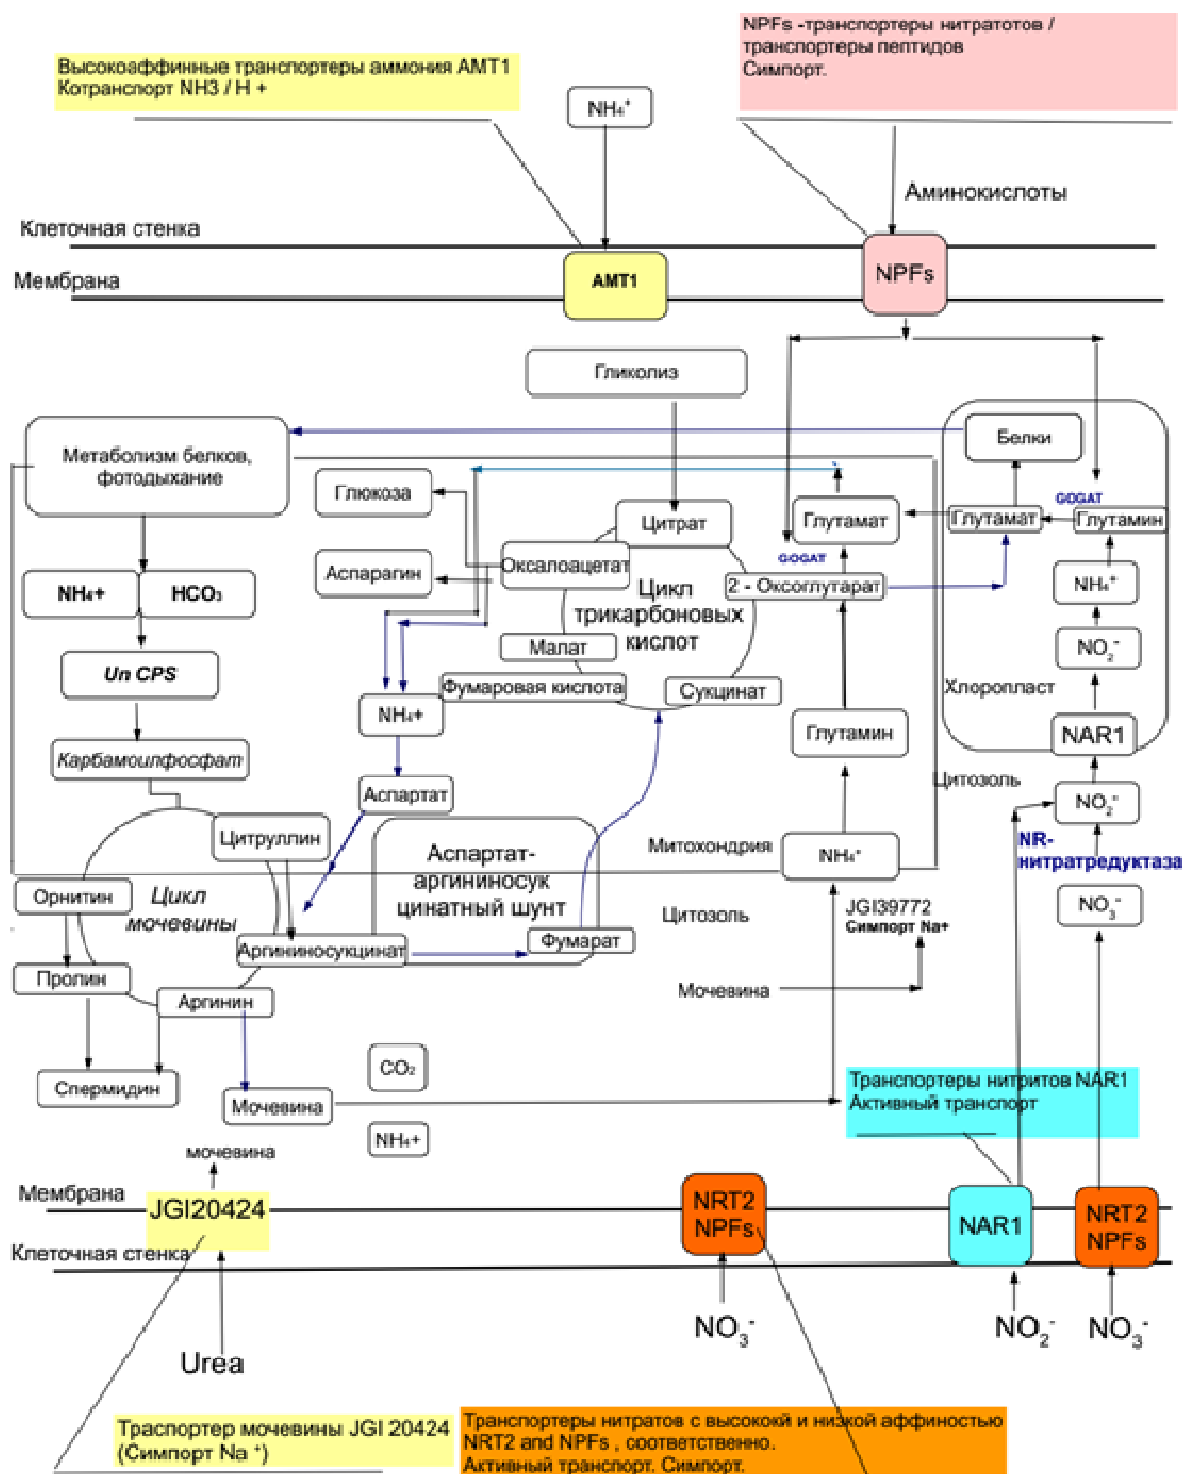 NPFs -транспортеры нитратотов /
транспортеры пептидов
Симпорт.
Высокоаффинные транспортеры аммония AMT1
Котранспорт NH3 / H +
NH₄⁺
Аминокислоты
Клеточная стенка
Мембрана
AMT1
NPFs
Гликолиз
Белки
Метаболизм белков,
фотодыхание
Глюкоза
Цитрат
Глутамат
GOGAT
Глутамат
Глутамин
Оксалоацетат
GOGAT
Аспарагин
2 - Оксоглутарат
NH₄⁺
NH₄+
HCO₃
Цикл
трикарбоновых
кислот
Малат
NO₂⁻
Un CPS
Фумаровая кислота
Сукцинат
Хлоропласт
NH₄+
Глутамин
NAR1
Карбамоилфосфат
Цитозоль
Аспартат
NO₂⁻
Цитруллин
Аспартат-
аргининосук
цинатный шунт
Митохондрия
NH₄⁺
NR-
нитратредуктаза
Орнитин
Цикл
мочевины
Цитозоль
JGI39772
Симпорт Na+
NO₃⁻
Аргининосукцинат
Фумарат
Пролин
Аргинин
Мочевина
CO₂
Спермидин
Мочевина
Транспортеры нитритов NAR1
Активный транспорт
NH₄+
мочевина
Мембрана
JGI20424
NRT2
NPFs
NAR1
NRT2
NPFs
Клеточная стенка
NO₃⁻
NO₂⁻
NO₃⁻
Urea
Траспортер мочевины JGI 20424
(Симпорт Na ⁺)
Транспортеры нитратов с высококй и низкой аффиностью
NRT2 and NPFs , соответственно.
Активный транспорт. Симпорт.